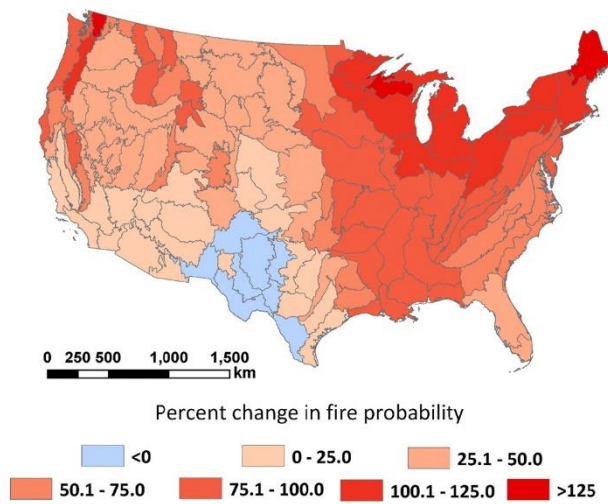 0 250 500 1,000 1,500
km
Percent change in fire probability
<0 0 - 25.0 25.1 - 50.0
50.1 - 75.0 75.1 - 100.0 100.1 - 125.0 >125